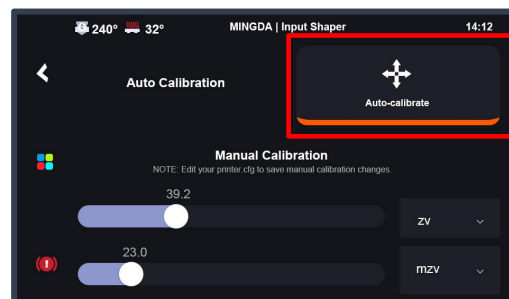 240° 32° MINGDA | Input Shaper 14:12
Auto Calibration
Auto-calibrate
Manual Calibration
NOTE: Edit your printer.cfg to save manual calibration changes.
39.2
zv
23.0
mzv